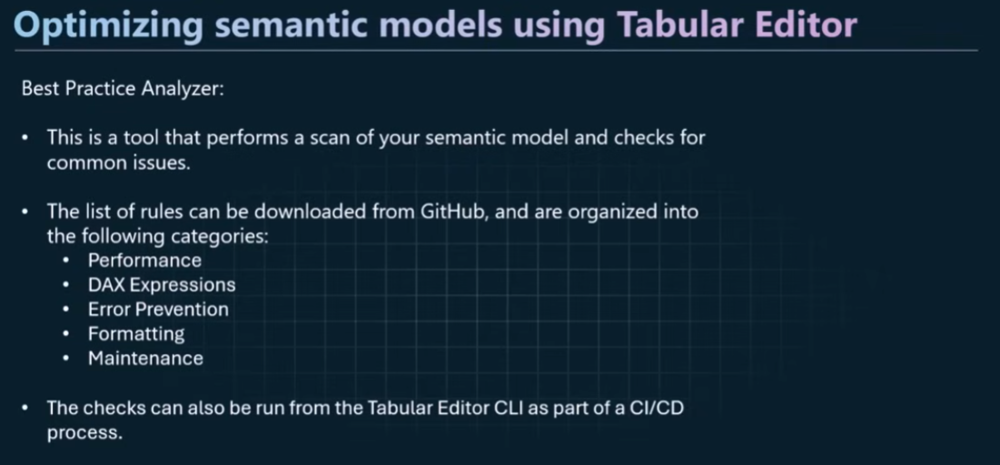 Optimizing semantic models using Tabular Editor
Best Practice Analyzer:
• This is a tool that performs a scan of your semantic model and checks for
common issues.
• The list of rules can be downloaded from GitHub, and are organized into
the following categories:
• Performance
• DAX Expressions
• Error Prevention
• Formatting
• Maintenance
• The checks can also be run from the Tabular Editor CLI as part of a CI/CD
process.